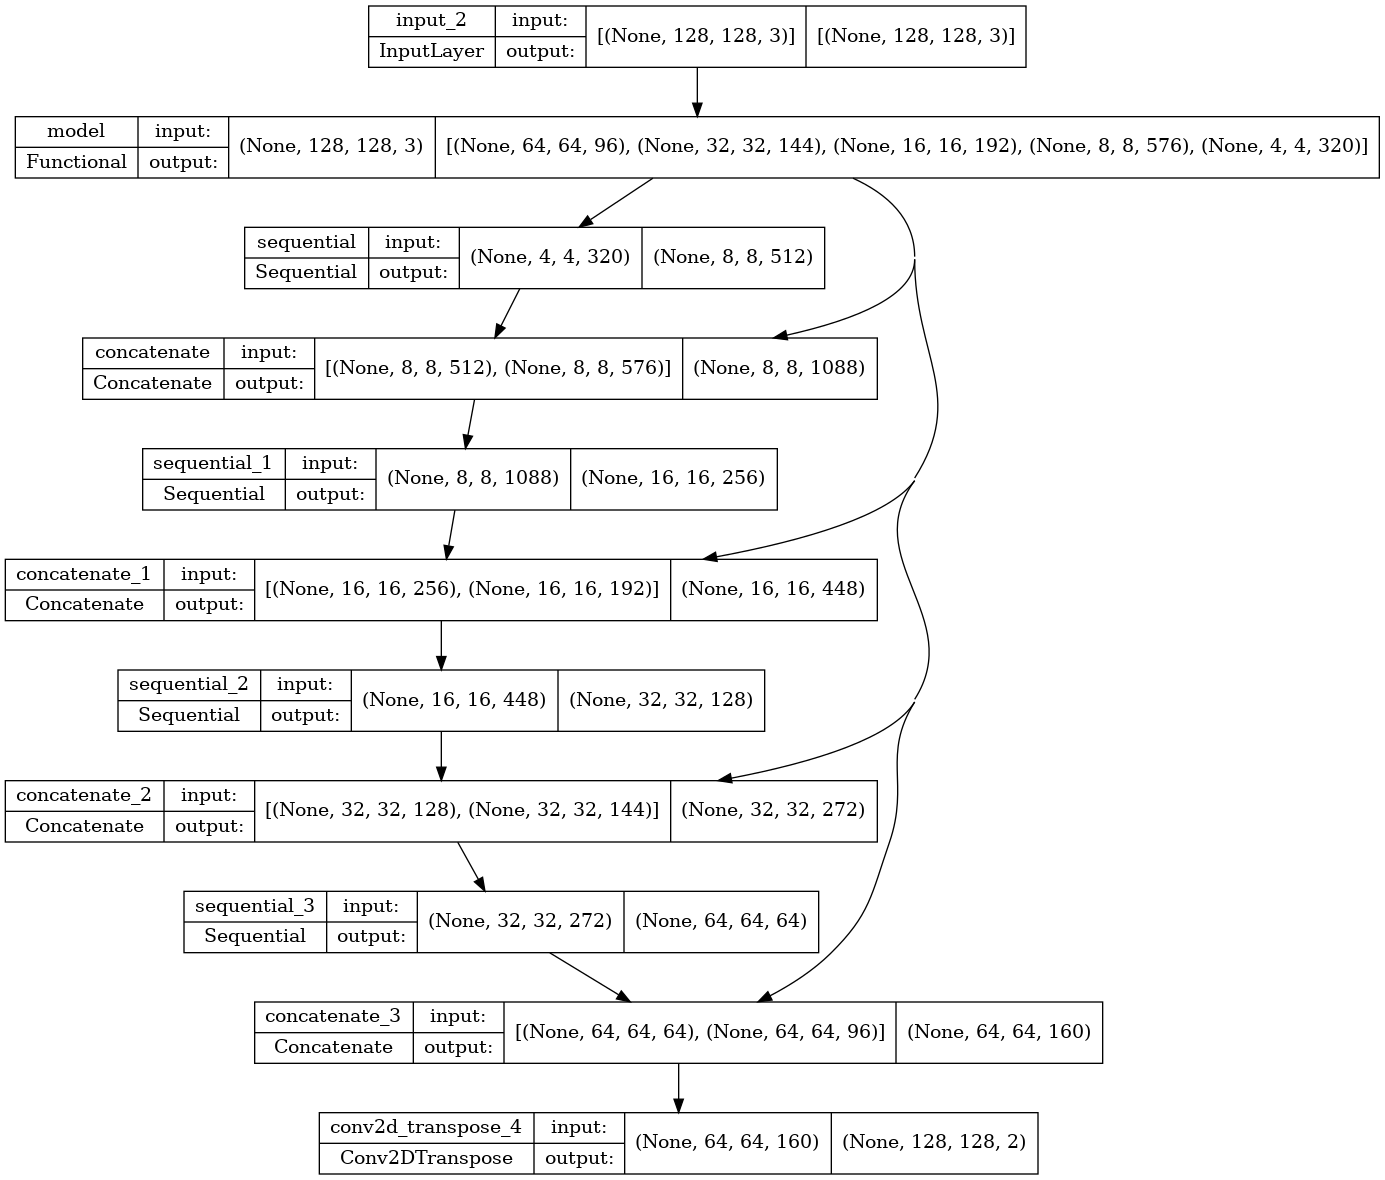 input_2 input: [(None, 128, 128, 3)] [(None, 128, 128, 3)]
InputLayer output:
model input: (None, 128, 128, 3) [(None, 64, 64, 96), (None, 32, 32, 144), (None, 16, 16, 192), (None, 8, 8, 576), (None, 4, 4, 320)]
Functional output:
sequential input: (None, 4, 4, 320) (None, 8, 8, 512)
Sequential output:
concatenate input: [(None, 8, 8, 512), (None, 8, 8, 576)] (None, 8, 8, 1088)
Concatenate output:
sequential_1 input: (None, 8, 8, 1088) (None, 16, 16, 256)
Sequential output:
concatenate_1 input: [(None, 16, 16, 256), (None, 16, 16, 192)] (None, 16, 16, 448)
Concatenate output:
sequential_2 input: (None, 16, 16, 448) (None, 32, 32, 128)
Sequential output:
concatenate_2 input: [(None, 32, 32, 128), (None, 32, 32, 144)] (None, 32, 32, 272)
Concatenate output:
sequential_3 input: (None, 32, 32, 272) (None, 64, 64, 64)
Sequential output:
concatenate_3 input: [(None, 64, 64, 64), (None, 64, 64, 96)] (None, 64, 64, 160)
Concatenate output:
conv2d_transpose_4 input: (None, 64, 64, 160) (None, 128, 128, 2)
Conv2DTranspose output: